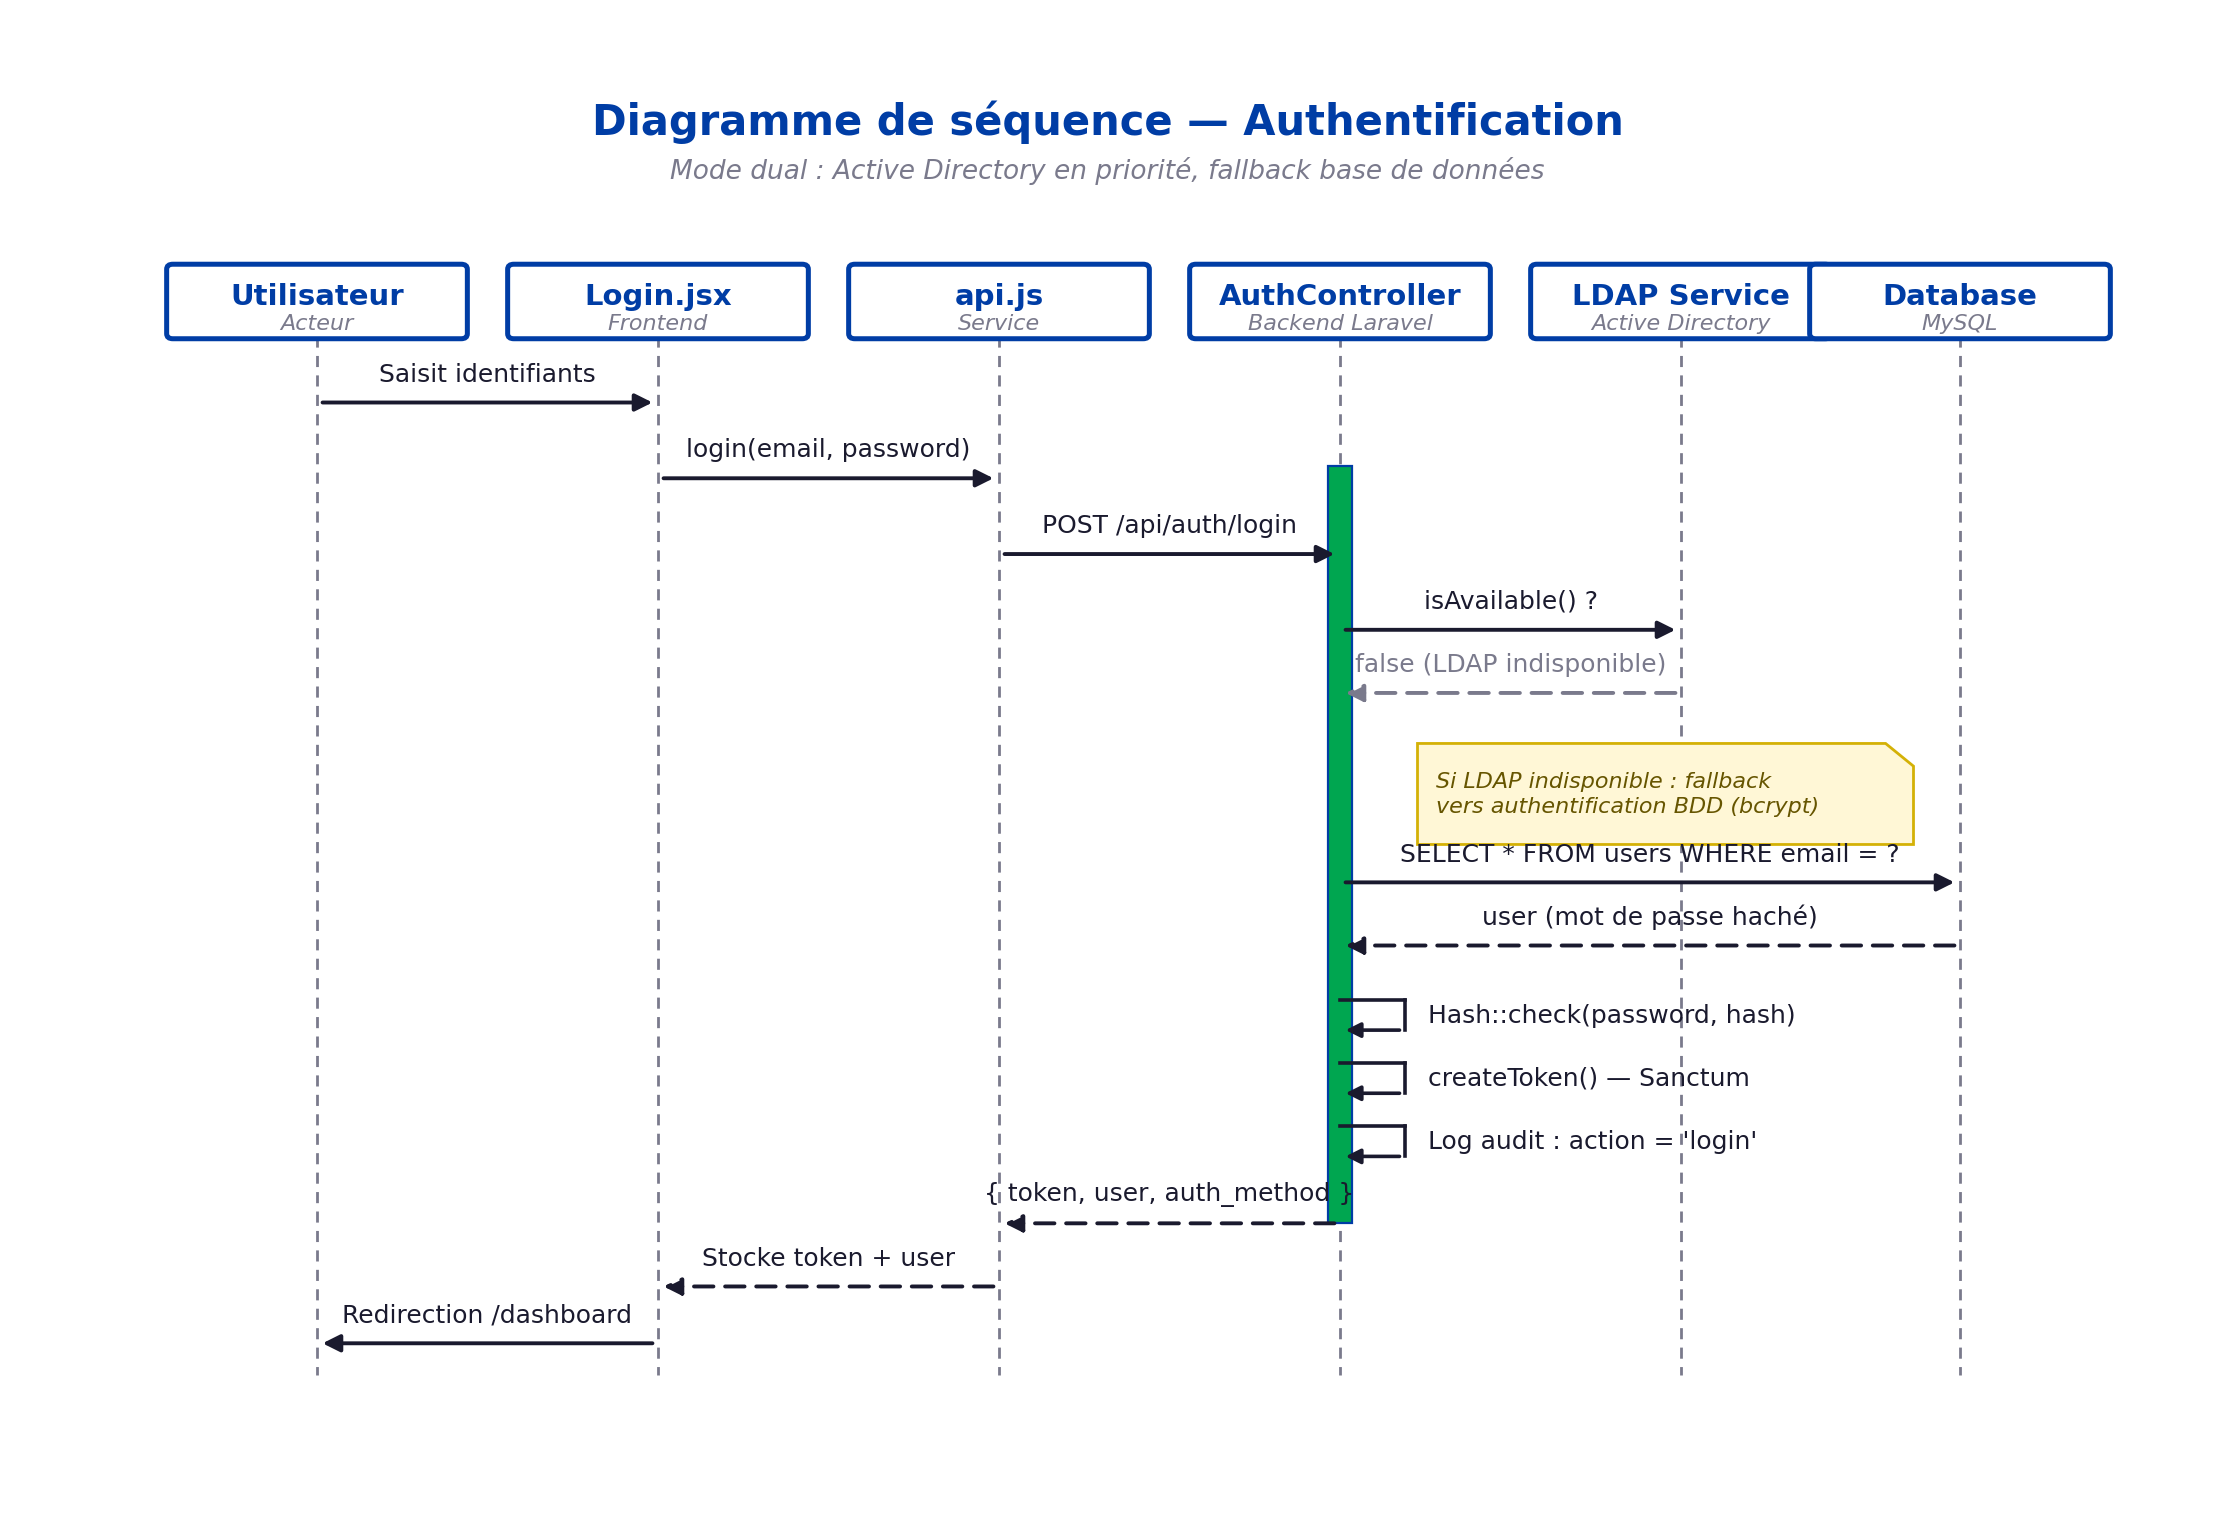 Diagramme de séquence — Authentification
Mode dual : Active Directory en priorité, fallback base de données
Utilisateur
Acteur
Login.jsx
Frontend
api.js
Service
AuthController
Backend Laravel
LDAP Service
Active Directory
Database
MySQL
Saisit identifiants
login(email, password)
POST /api/auth/login
isAvailable() ?
false (LDAP indisponible)
Si LDAP indisponible : fallback
vers authentification BDD (bcrypt)
SELECT * FROM users WHERE email = ?
user (mot de passe haché)
Hash::check(password, hash)
createToken() — Sanctum
Log audit : action = 'login'
{ token, user, auth_method }
Stocke token + user
Redirection /dashboard